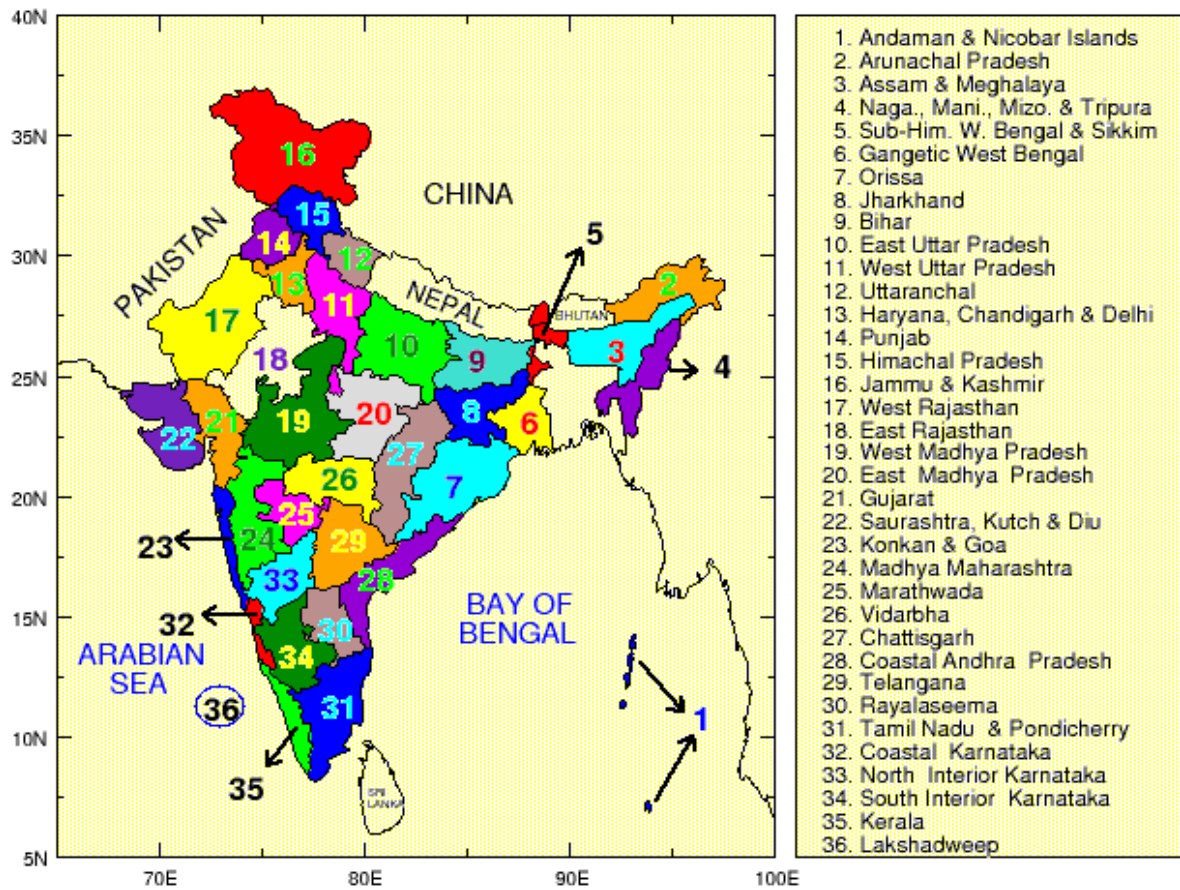 40N
35N
30N
25N
20N
15N
10N
5N
70E
80E
90E
100E
CHINA
PAKISTAN
NEPAL
BHUTAN
BAY OF
BENGAL
ARABIAN
SEA
SRI
LANKA
16
15
14
13
12
11
17
18
10
9
5
2
3
4
22
21
19
20
8
6
27
7
26
25
24
23
29
28
33
32
30
34
31
36
35
1
1. Andaman & Nicobar Islands
2. Arunachal Pradesh
3. Assam & Meghalaya
4. Naga., Mani., Mizo. & Tripura
5. Sub-Him. W. Bengal & Sikkim
6. Gangetic West Bengal
7. Orissa
8. Jharkhand
9. Bihar
10. East Uttar Pradesh
11. West Uttar Pradesh
12. Uttaranchal
13. Haryana, Chandigarh & Delhi
14. Punjab
15. Himachal Pradesh
16. Jammu & Kashmir
17. West Rajasthan
18. East Rajasthan
19. West Madhya Pradesh
20. East Madhya Pradesh
21. Gujarat
22. Saurashtra, Kutch & Diu
23. Konkan & Goa
24. Madhya Maharashtra
25. Marathwada
26. Vidarbha
27. Chattisgarh
28. Coastal Andhra Pradesh
29. Telangana
30. Rayalaseema
31. Tamil Nadu & Pondicherry
32. Coastal Karnataka
33. North Interior Karnataka
34. South Interior Karnataka
35. Kerala
36. Lakshadweep